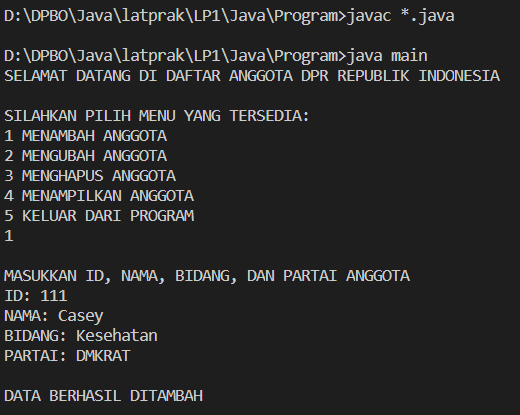 D:\DPBO\Java\latprak\LP1\Java\Program>javac *.java
D:\DPBO\Java\latprak\LP1\Java\Program>java main
SELAMAT DATANG DI DAFTAR ANGGOTA DPR REPUBLIK INDONESIA
SILAHKAN PILIH MENU YANG TERSEDIA:
1 MENAMBAH ANGGOTA
2 MENGUBAH ANGGOTA
3 MENGHAPUS ANGGOTA
4 MENAMPILKAN ANGGOTA
5 KELUAR DARI PROGRAM
1
MASUKKAN ID, NAMA, BIDANG, DAN PARTAI ANGGOTA
ID: 111
NAMA: Casey
BIDANG: Kesehatan
PARTAI: DMKRAT
DATA BERHASIL DITAMBAH